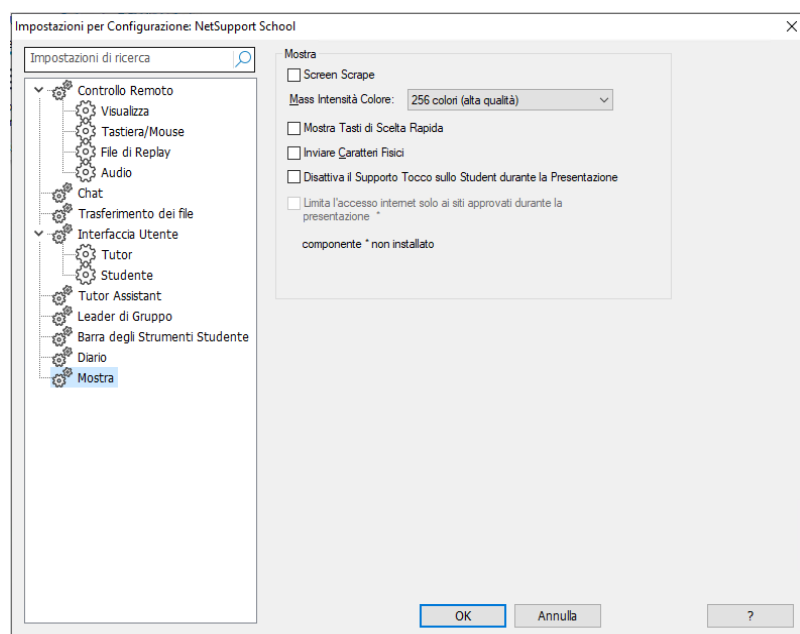 Impostazioni per Configurazione: NetSupport School
Impostazioni di ricerca
Controllo Remoto
Visualizza
Tastiera/Mouse
File di Replay
Audio
Chat
Trasferimento dei file
Interfaccia Utente
Tutor
Studente
Tutor Assistant
Leader di Gruppo
Barra degli Strumenti Studente
Diario
Mostra
Mostra
Screen Scrape
Mass Intensità Colore: 256 colori (alta qualità)
Mostra Tasti di Scelta Rapida
Inviare Caratteri Fisici
Disattiva il Supporto Tocco sullo Student durante la Presentazione
Limita l'accesso internet solo ai siti approvati durante la
presentazione *
componente * non installato
OK Annulla ?